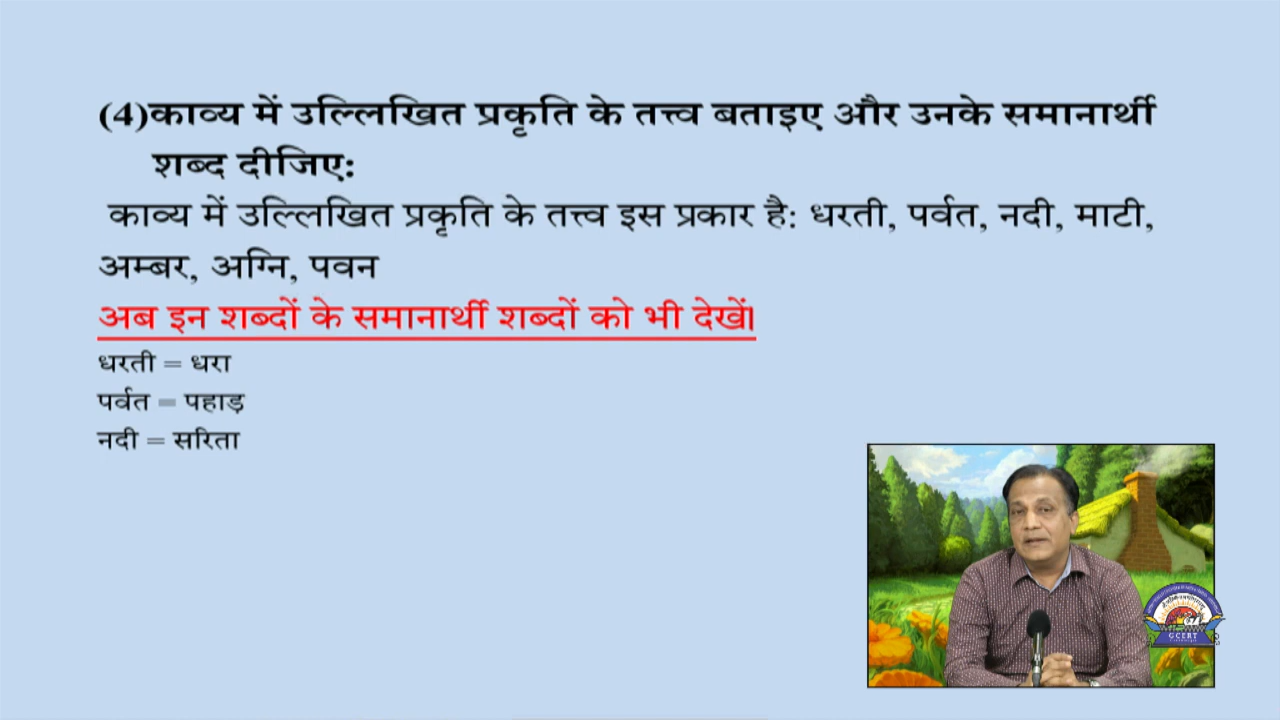 (4)काव्य में उल्लिखित प्रकृति के तत्त्व बताइए और उनके समानार्थी
शब्द दीजिए:
काव्य में उल्लिखित प्रकृति के तत्त्व इस प्रकार है: धरती, पर्वत, नदी, माटी,
अम्बर, अग्नि, पवन
अब इन शब्दों के समानार्थी शब्दों को भी देखें।
धरती = धरा
पर्वत = पहाड़
नदी = सरिता
GCERT